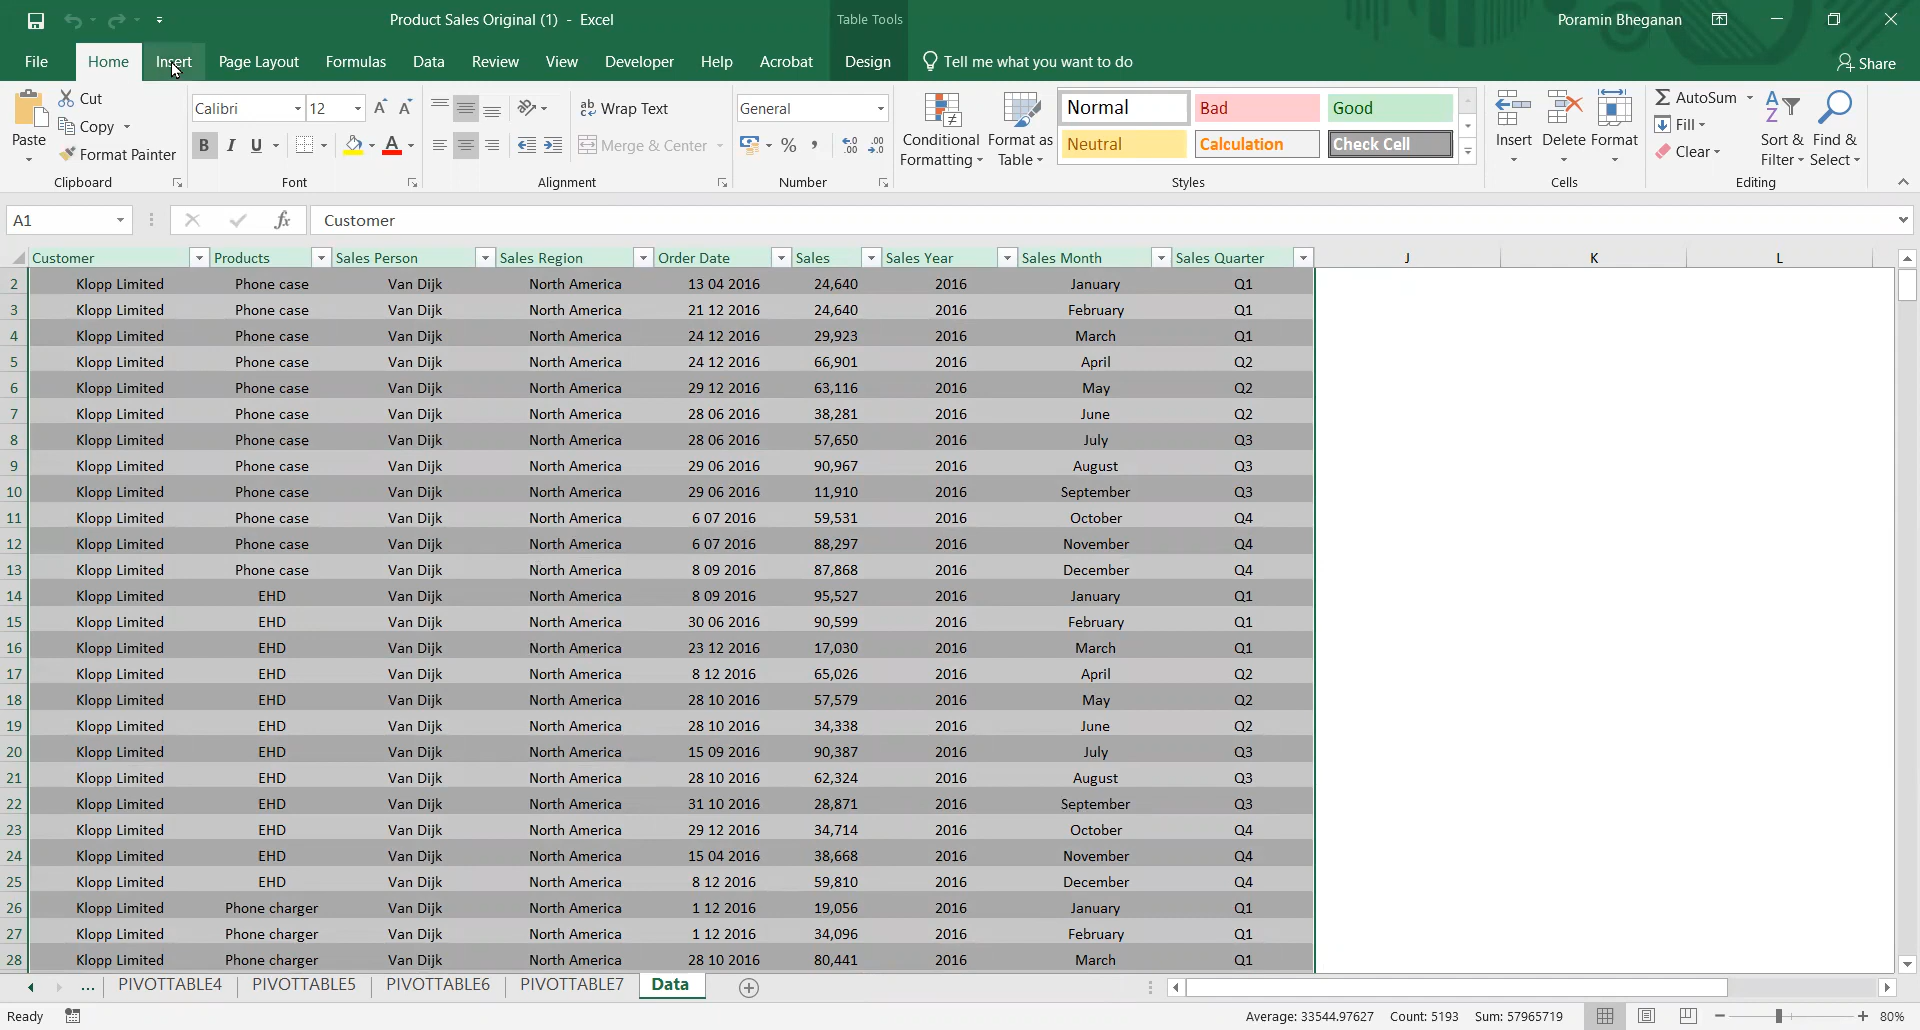 Product Sales Original (1) - Excel
Table Tools
Poramin Bheganan
File Home Insert Page Layout Formulas Data Review View Developer Help Acrobat Design Tell me what you want to do Share
Paste
Cut
Copy
Format Painter
Clipboard
Calibri 12
B I U A
Font
Wrap Text
Merge & Center
Alignment
General
%
Number
Conditional Formatting
Format as Table
Normal Bad Good
Neutral Calculation Check Cell
Styles
Insert Delete Format
Cells
AutoSum
Fill
Clear
Sort & Filter
Find & Select
Editing
A1 fx Customer
Customer Products Sales Person Sales Region Order Date Sales Sales Year Sales Month Sales Quarter J K L
2 Klopp Limited Phone case Van Dijk North America 13 04 2016 24,640 2016 January Q1
3 Klopp Limited Phone case Van Dijk North America 21 12 2016 24,640 2016 February Q1
4 Klopp Limited Phone case Van Dijk North America 24 12 2016 29,923 2016 March Q1
5 Klopp Limited Phone case Van Dijk North America 24 12 2016 66,901 2016 April Q2
6 Klopp Limited Phone case Van Dijk North America 29 12 2016 63,116 2016 May Q2
7 Klopp Limited Phone case Van Dijk North America 28 06 2016 38,281 2016 June Q2
8 Klopp Limited Phone case Van Dijk North America 28 06 2016 57,650 2016 July Q3
9 Klopp Limited Phone case Van Dijk North America 29 06 2016 90,967 2016 August Q3
10 Klopp Limited Phone case Van Dijk North America 29 06 2016 11,910 2016 September Q3
11 Klopp Limited Phone case Van Dijk North America 6 07 2016 59,531 2016 October Q4
12 Klopp Limited Phone case Van Dijk North America 6 07 2016 88,297 2016 November Q4
13 Klopp Limited Phone case Van Dijk North America 8 09 2016 87,868 2016 December Q4
14 Klopp Limited EHD Van Dijk North America 8 09 2016 95,527 2016 January Q1
15 Klopp Limited EHD Van Dijk North America 30 06 2016 90,599 2016 February Q1
16 Klopp Limited EHD Van Dijk North America 23 12 2016 17,030 2016 March Q1
17 Klopp Limited EHD Van Dijk North America 8 12 2016 65,026 2016 April Q2
18 Klopp Limited EHD Van Dijk North America 28 10 2016 57,579 2016 May Q2
19 Klopp Limited EHD Van Dijk North America 28 10 2016 34,338 2016 June Q2
20 Klopp Limited EHD Van Dijk North America 15 09 2016 90,387 2016 July Q3
21 Klopp Limited EHD Van Dijk North America 28 10 2016 62,324 2016 August Q3
22 Klopp Limited EHD Van Dijk North America 31 10 2016 28,871 2016 September Q3
23 Klopp Limited EHD Van Dijk North America 29 12 2016 34,714 2016 October Q4
24 Klopp Limited EHD Van Dijk North America 15 04 2016 38,668 2016 November Q4
25 Klopp Limited EHD Van Dijk North America 8 12 2016 59,810 2016 December Q4
26 Klopp Limited Phone charger Van Dijk North America 1 12 2016 19,056 2016 January Q1
27 Klopp Limited Phone charger Van Dijk North America 1 12 2016 34,096 2016 February Q1
28 Klopp Limited Phone charger Van Dijk North America 28 10 2016 80,441 2016 March Q1
... PIVOTTABLE4 PIVOTTABLE5 PIVOTTABLE6 PIVOTTABLE7 Data
Ready Average: 33544.97627 Count: 5193 Sum: 57965719 80%